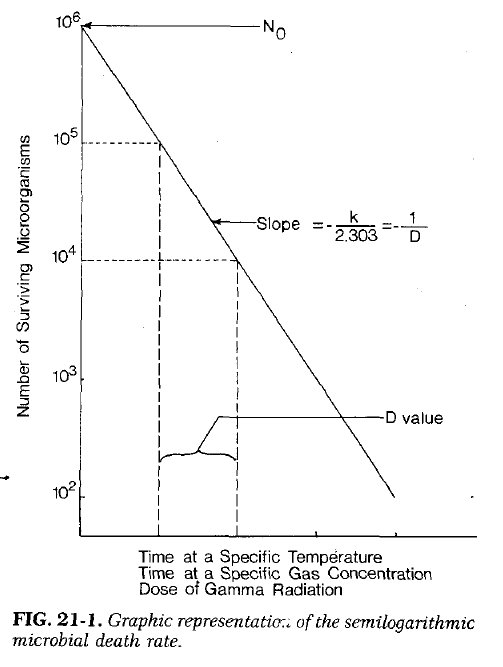 10⁶
N₀
10⁵
Slope = - k/2.303 = - 1/D
10⁴
10³
D value
10²
Number of Surviving Microorganisms
Time at a Specific Temperature
Time at a Specific Gas Concentration
Dose of Gamma Radiation
FIG. 21-1. Graphic representation of the semilogarithmic
microbial death rate.